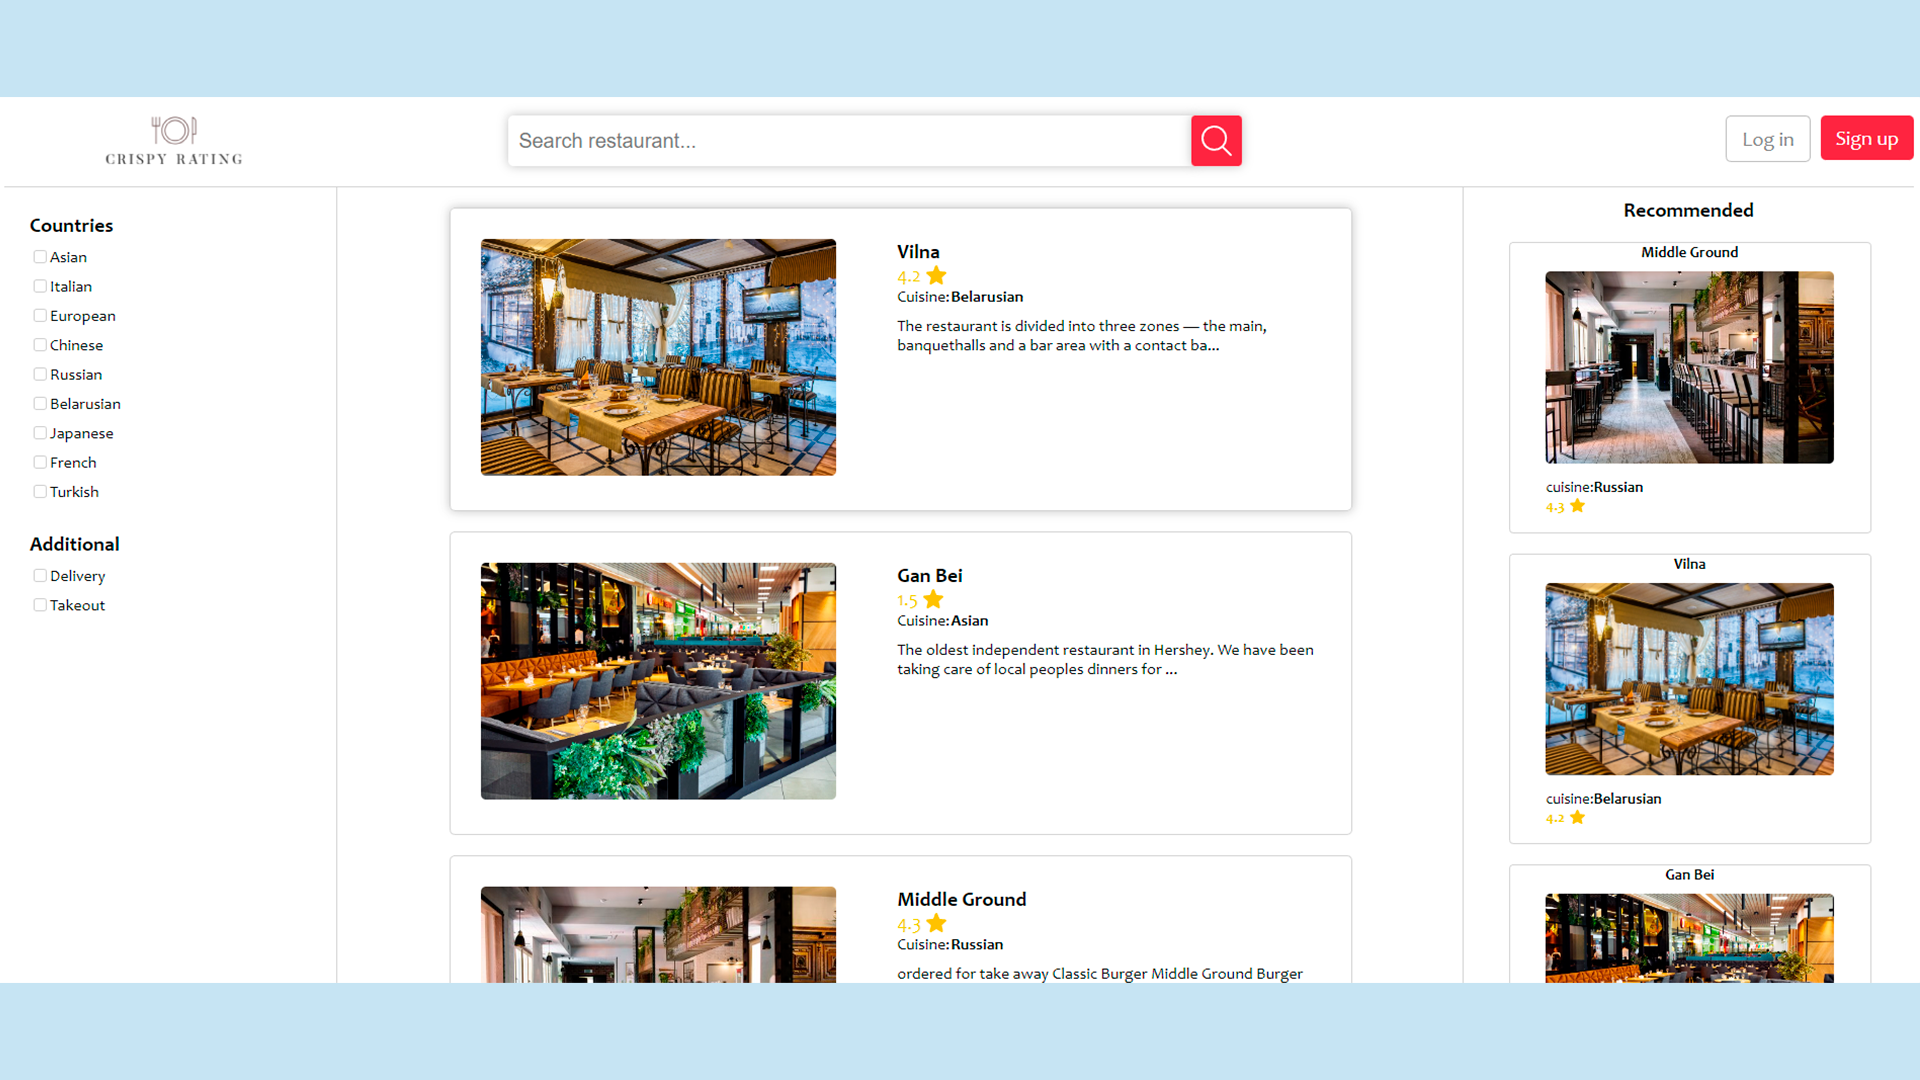 CRISPY RATING
Search restaurant...
Log in
Sign up
Countries
Asian
Italian
European
Chinese
Russian
Belarusian
Japanese
French
Turkish
Additional
Delivery
Takeout
Vilna
4.2
Cuisine:Belarusian
The restaurant is divided into three zones — the main,
banquethalls and a bar area with a contact ba...
Gan Bei
1.5
Cuisine:Asian
The oldest independent restaurant in Hershey. We have been
taking care of local peoples dinners for ...
Middle Ground
4.3
Cuisine:Russian
ordered for take away Classic Burger Middle Ground Burger
Recommended
Middle Ground
cuisine:Russian
4.3
Vilna
cuisine:Belarusian
4.2
Gan Bei